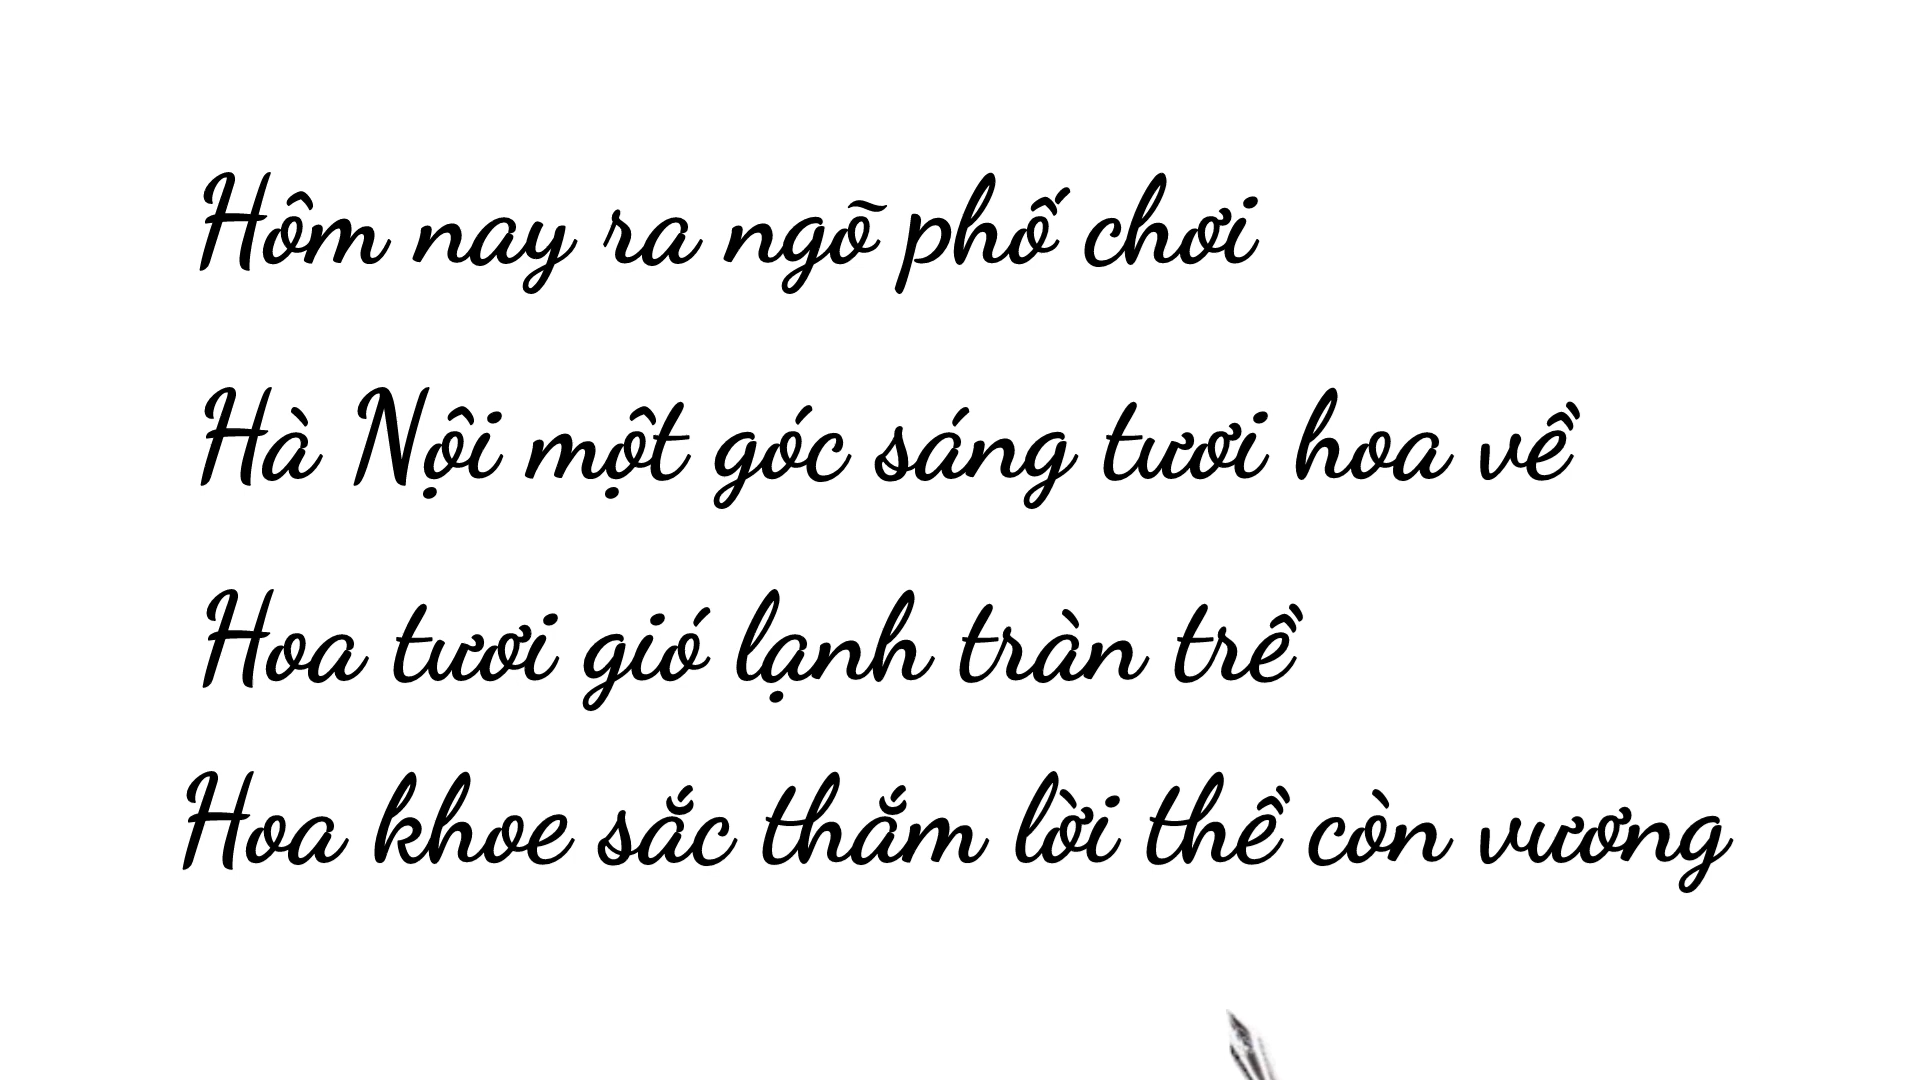 Hôm nay ra ngõ phố chơi
Hà Nội một góc sáng tươi hoa về
Hoa tươi gió lạnh tràn trề
Hoa khoe sắc thắm lời thề còn vương